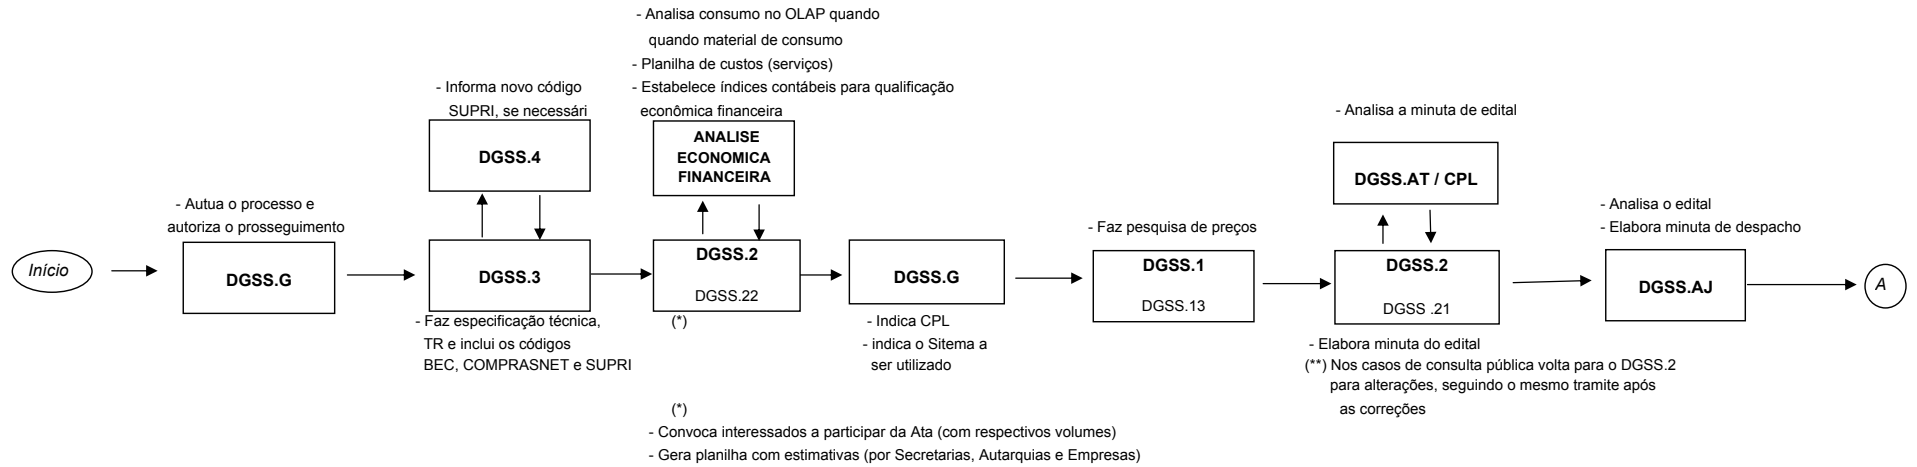 - Analisa consumo no OLAP quando
quando material de consumo
- Planilha de custos (serviços)
- Estabelece índices contábeis para qualificação
econômica financeira
- Informa novo código
SUPRI, se necessári
- Analisa a minuta de edital
DGSS.4
ANALISE
ECONOMICA
FINANCEIRA
DGSS.AT / CPL
- Autua o processo e
autoriza o prosseguimento
- Faz pesquisa de preços
- Analisa o edital
- Elabora minuta de despacho
Início
DGSS.G
DGSS.3
DGSS.2
DGSS.22
DGSS.G
DGSS.1
DGSS.13
DGSS.2
DGSS .21
DGSS.AJ
A
- Faz especificação técnica,
TR e inclui os códigos
BEC, COMPRASNET e SUPRI
(*)
- Indica CPL
- indica o Sitema a
ser utilizado
- Elabora minuta do edital
(**) Nos casos de consulta pública volta para o DGSS.2
para alterações, seguindo o mesmo tramite após
as correções
(*)
- Convoca interessados a participar da Ata (com respectivos volumes)
- Gera planilha com estimativas (por Secretarias, Autarquias e Empresas)